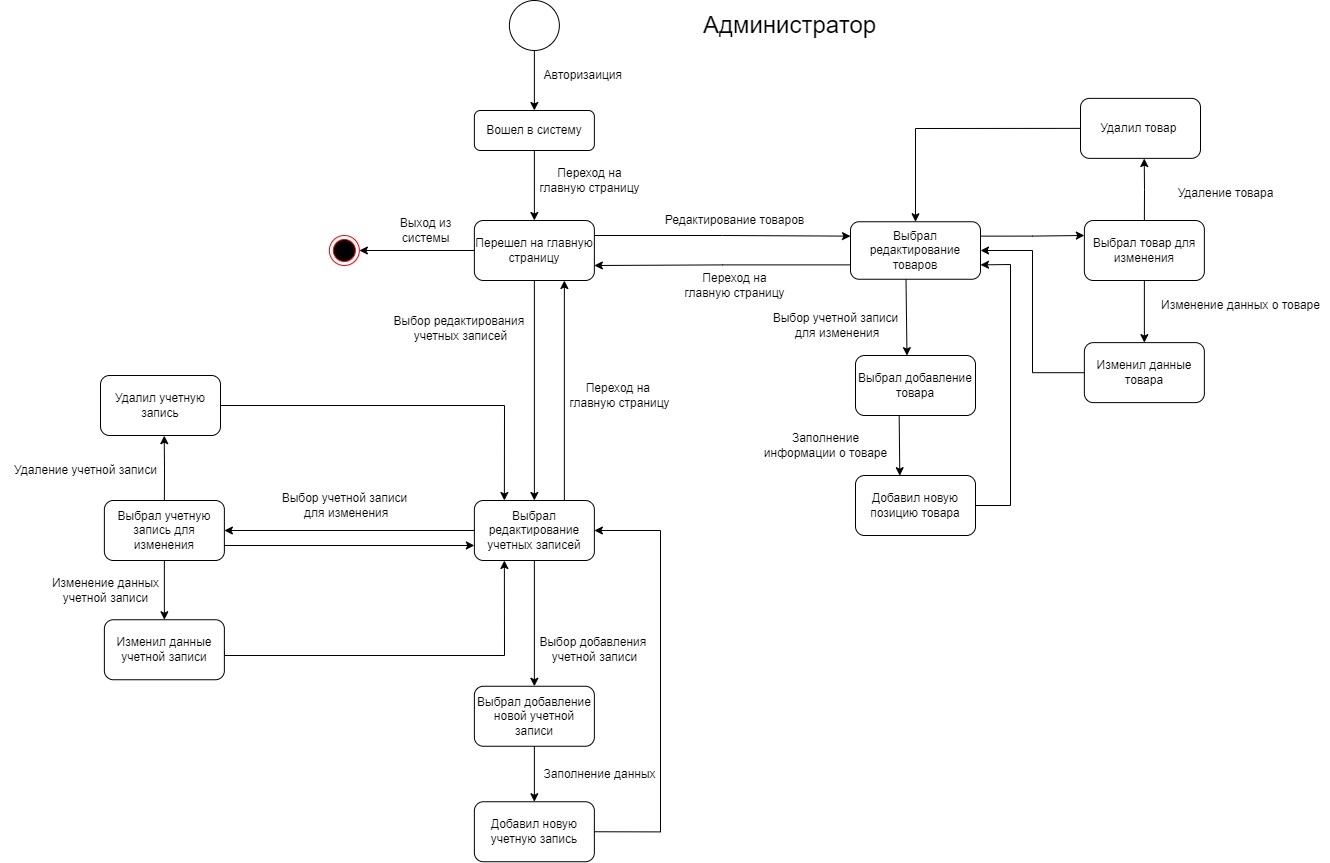 Администратор
Авторизаиция
Вошел в систему
Удалил товар
Переход на
главную страницу
Удаление товара
Выход из
системы
Перешел на главную
страницу
Редактирование товаров
Выбрал
редактирование
товаров
Выбрал товар для
изменения
Переход на
главную страницу
Изменение данных о товаре
Выбор редактирования
учетных записей
Выбор учетной записи
для изменения
Изменил данные
товара
Удалил учетную
запись
Переход на
главную страницу
Выбрал добавление
товара
Удаление учетной записи
Заполнение
информации о товаре
Выбрал учетную
запись для
изменения
Выбор учетной записи
для изменения
Выбрал
редактирование
учетных записей
Добавил новую
позицию товара
Изменение данных
учетной записи
Изменил данные
учетной записи
Выбор добавления
учетной записи
Выбрал добавление
новой учетной
записи
Заполнение данных
Добавил новую
учетную запись